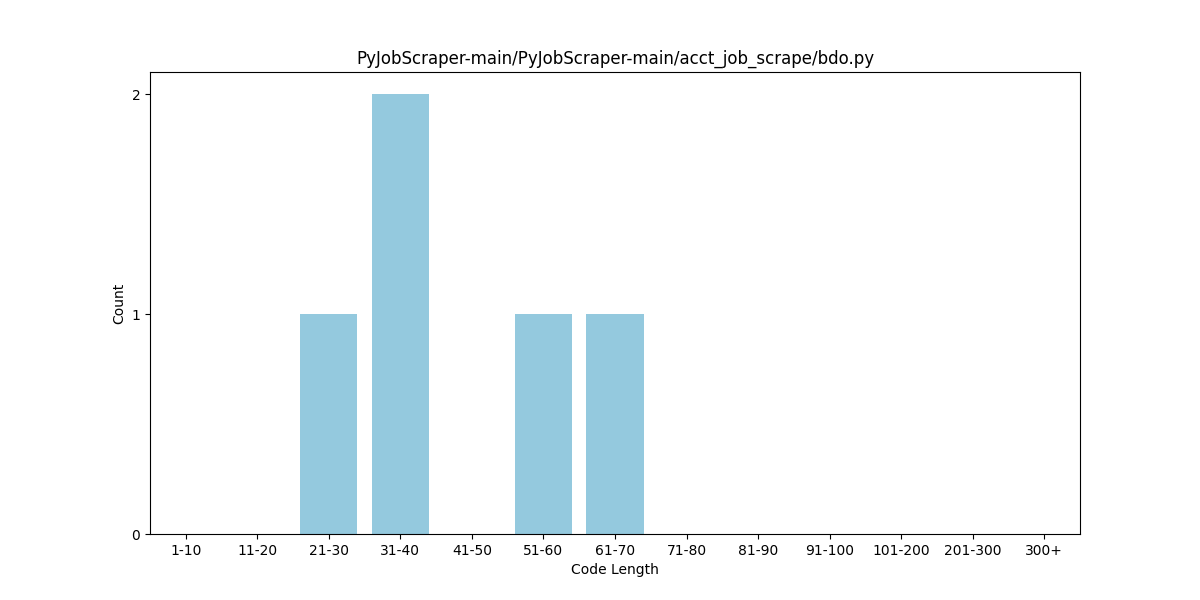 PyJobScraper-main/PyJobScraper-main/acct_job_scrape/bdo.py
Count
2
1
0
1-10 11-20 21-30 31-40 41-50 51-60 61-70 71-80 81-90 91-100 101-200 201-300 300+
Code Length